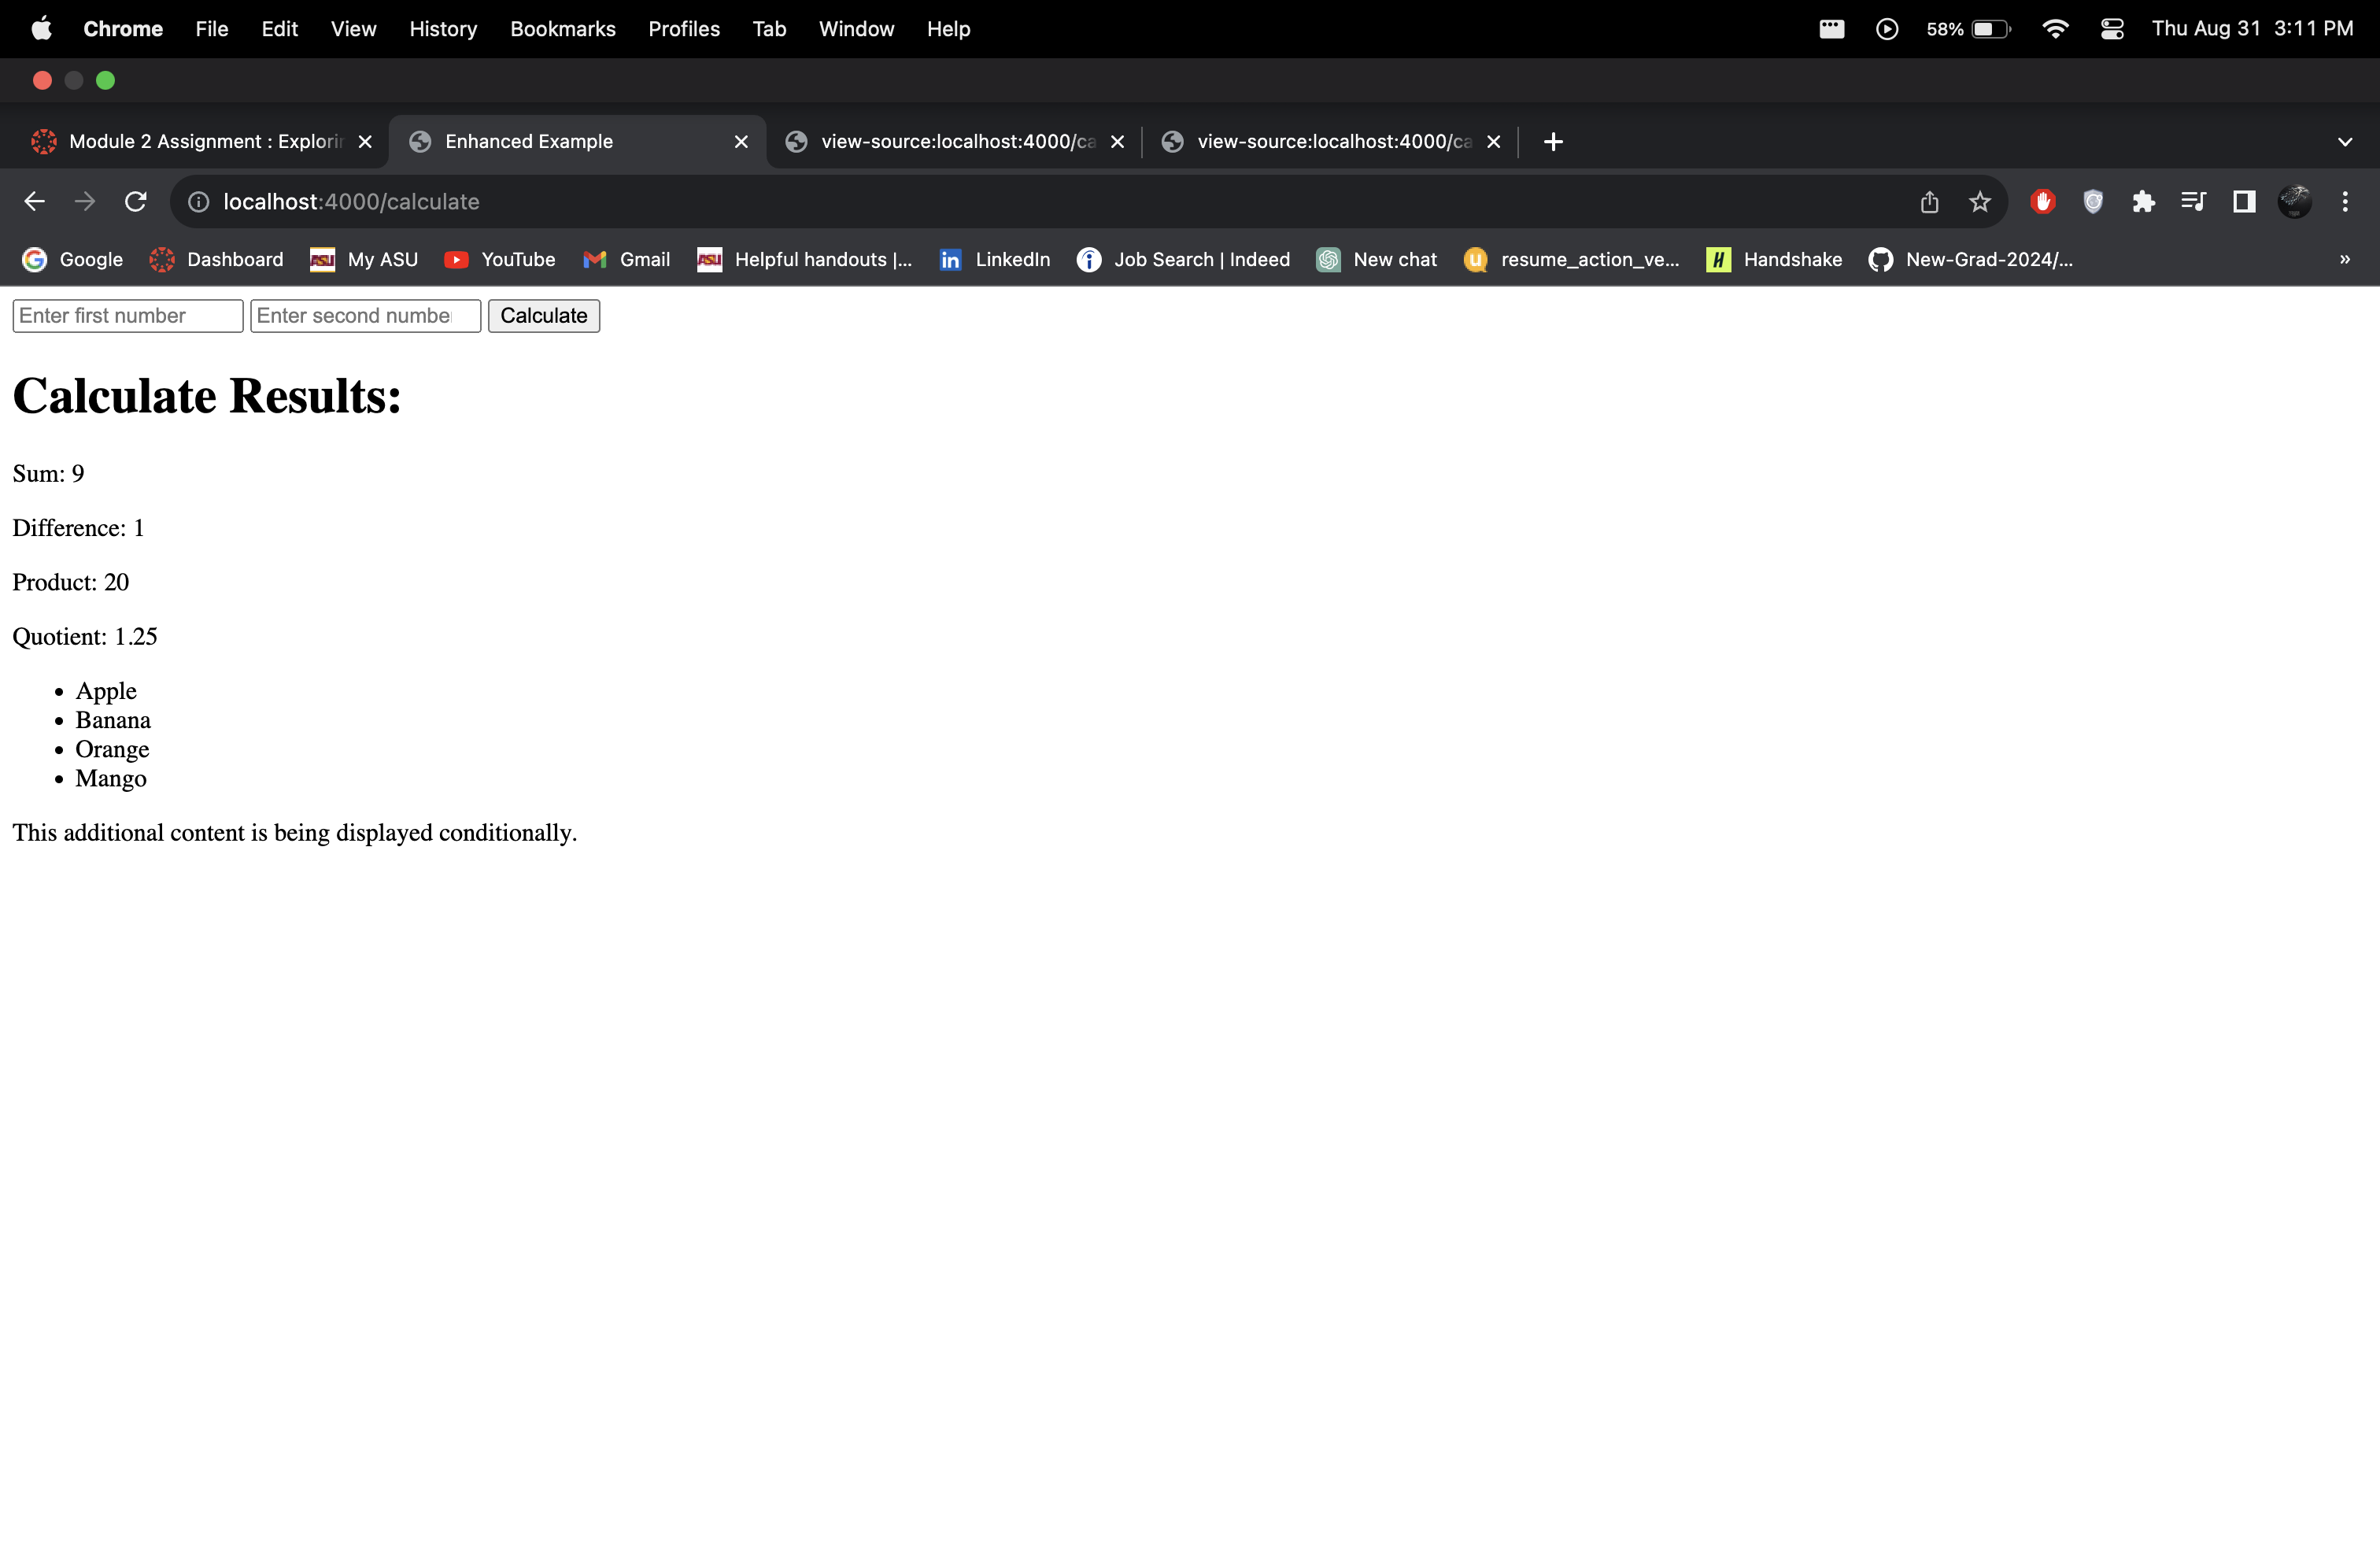 Chrome File Edit View History Bookmarks Profiles Tab Window Help 58% Thu Aug 31 3:11 PM
Module 2 Assignment : Explorin Enhanced Example view-source:localhost:4000/ca view-source:localhost:4000/ca
localhost:4000/calculate
Google Dashboard My ASU YouTube Gmail Helpful handouts |... LinkedIn Job Search | Indeed New chat resume_action_ve... Handshake New-Grad-2024/...
Enter first number Enter second number Calculate
Calculate Results:
Sum: 9
Difference: 1
Product: 20
Quotient: 1.25
• Apple
• Banana
• Orange
• Mango
This additional content is being displayed conditionally.